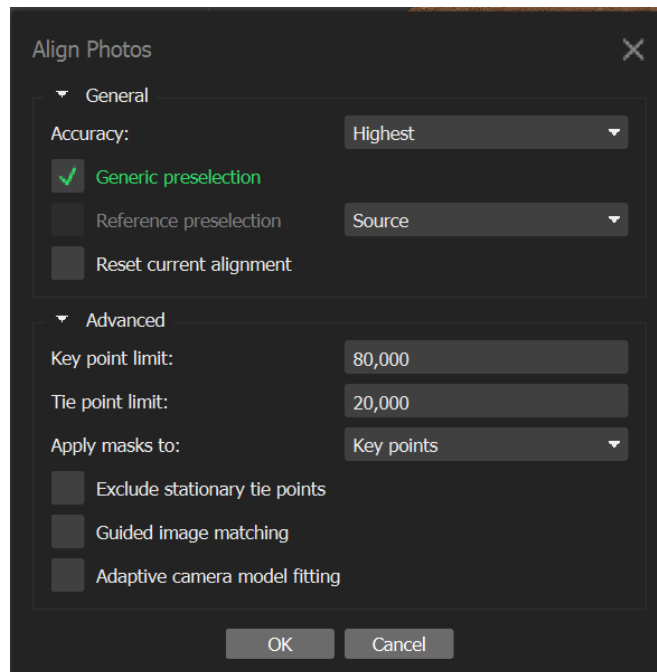 Align Photos
General
Accuracy: Highest
Generic preselection
Reference preselection Source
Reset current alignment
Advanced
Key point limit: 80,000
Tie point limit: 20,000
Apply masks to: Key points
Exclude stationary tie points
Guided image matching
Adaptive camera model fitting
OK Cancel